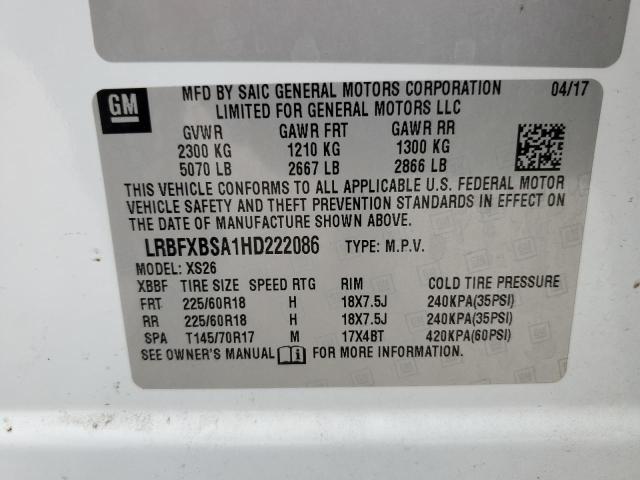 GM
MFD BY SAIC GENERAL MOTORS CORPORATION 04/17
LIMITED FOR GENERAL MOTORS LLC
GVWR GAWR FRT GAWR RR
2300 KG 1210 KG 1300 KG
5070 LB 2667 LB 2866 LB
THIS VEHICLE CONFORMS TO ALL APPLICABLE U.S. FEDERAL MOTOR
VEHICLE SAFETY AND THEFT PREVENTION STANDARDS IN EFFECT ON
THE DATE OF MANUFACTURE SHOWN ABOVE.
LRBFXBSA1HD222086 TYPE: M.P.V.
MODEL: XS26
XBBF TIRE SIZE SPEED RTG RIM COLD TIRE PRESSURE
FRT 225/60R18 H 18X7.5J 240KPA(35PSI)
RR 225/60R18 H 18X7.5J 240KPA(35PSI)
SPA T145/70R17 M 17X4BT 420KPA(60PSI)
SEE OWNER'S MANUAL FOR MORE INFORMATION.